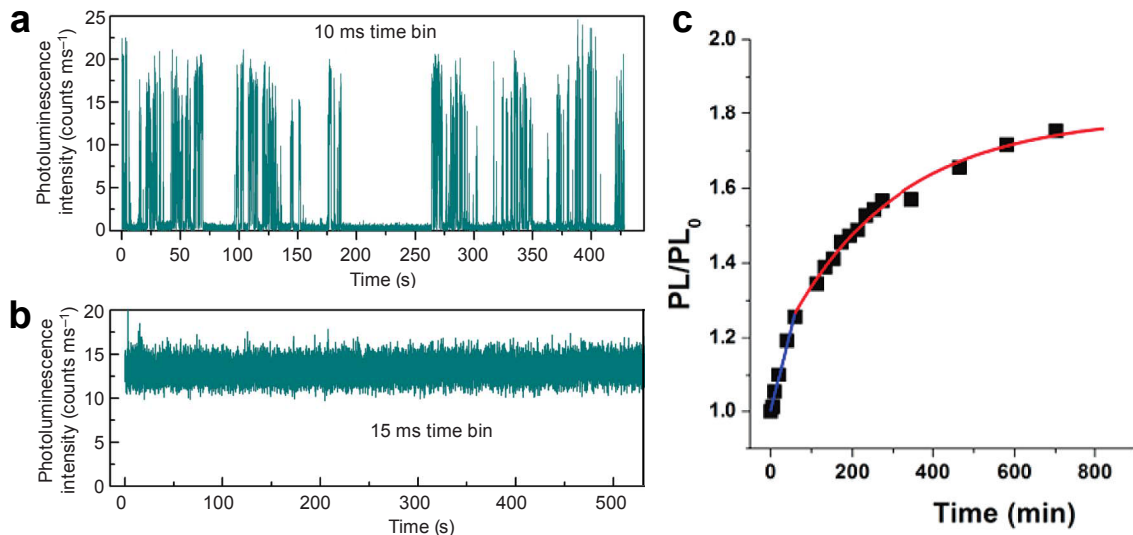 a
10 ms time bin
Photoluminescence
intensity (counts ms⁻¹)
25
20
15
10
5
0
0 50 100 150 200 250 300 350 400
Time (s)
b
15 ms time bin
Photoluminescence
intensity (counts ms⁻¹)
20
15
10
5
0
0 100 200 300 400 500
Time (s)
c
PL/PL₀
2.0
1.8
1.6
1.4
1.2
1.0
0 200 400 600 800
Time (min)